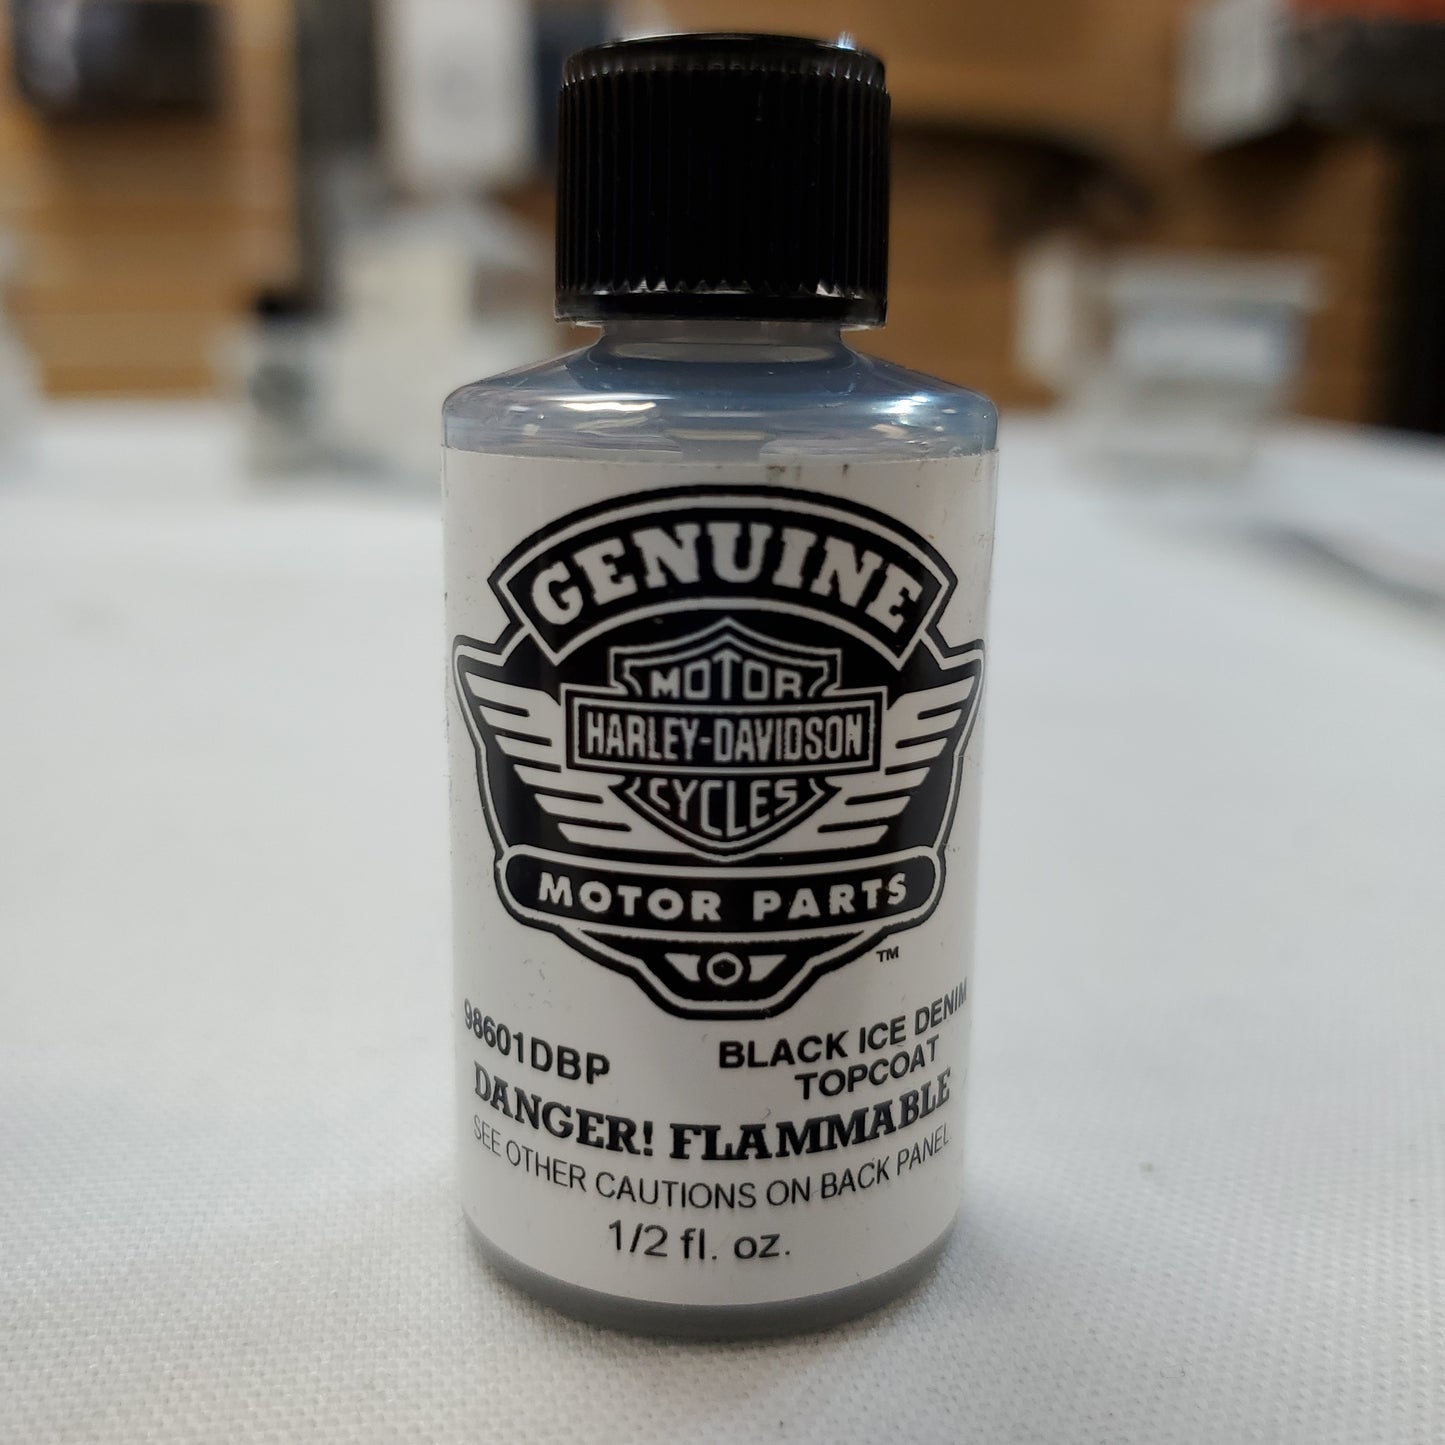 GENUINE
MOTOR
HARLEY-DAVIDSON
CYCLES
MOTOR PARTS
™
98601DBP
BLACK ICE DENIM
TOPCOAT
DANGER! FLAMMABLE
SEE OTHER CAUTIONS ON BACK PANEL
1/2 fl. oz.